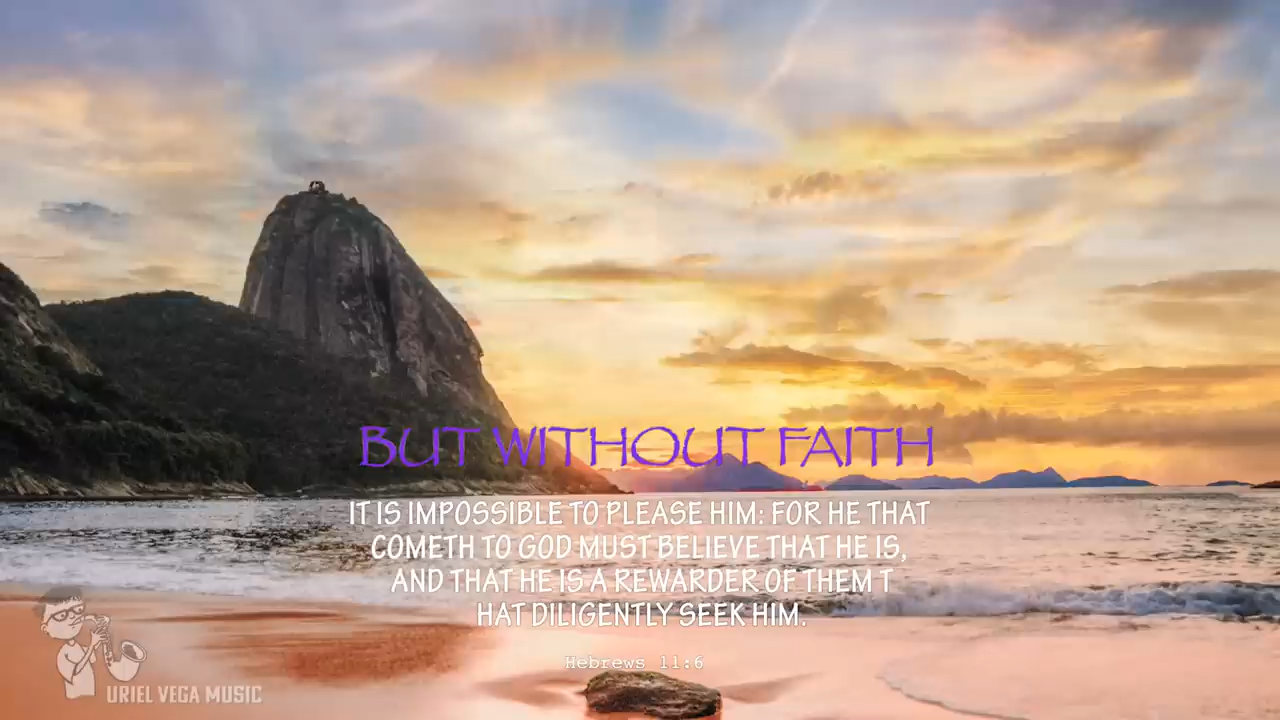 BUT WITHOUT FAITH
IT IS IMPOSSIBLE TO PLEASE HIM: FOR HE THAT
COMETH TO GOD MUST BELIEVE THAT HE IS,
AND THAT HE IS A REWARDER OF THEM T
HAT DILIGENTLY SEEK HIM.
Hebrews 11:6
URIEL VEGA MUSIC